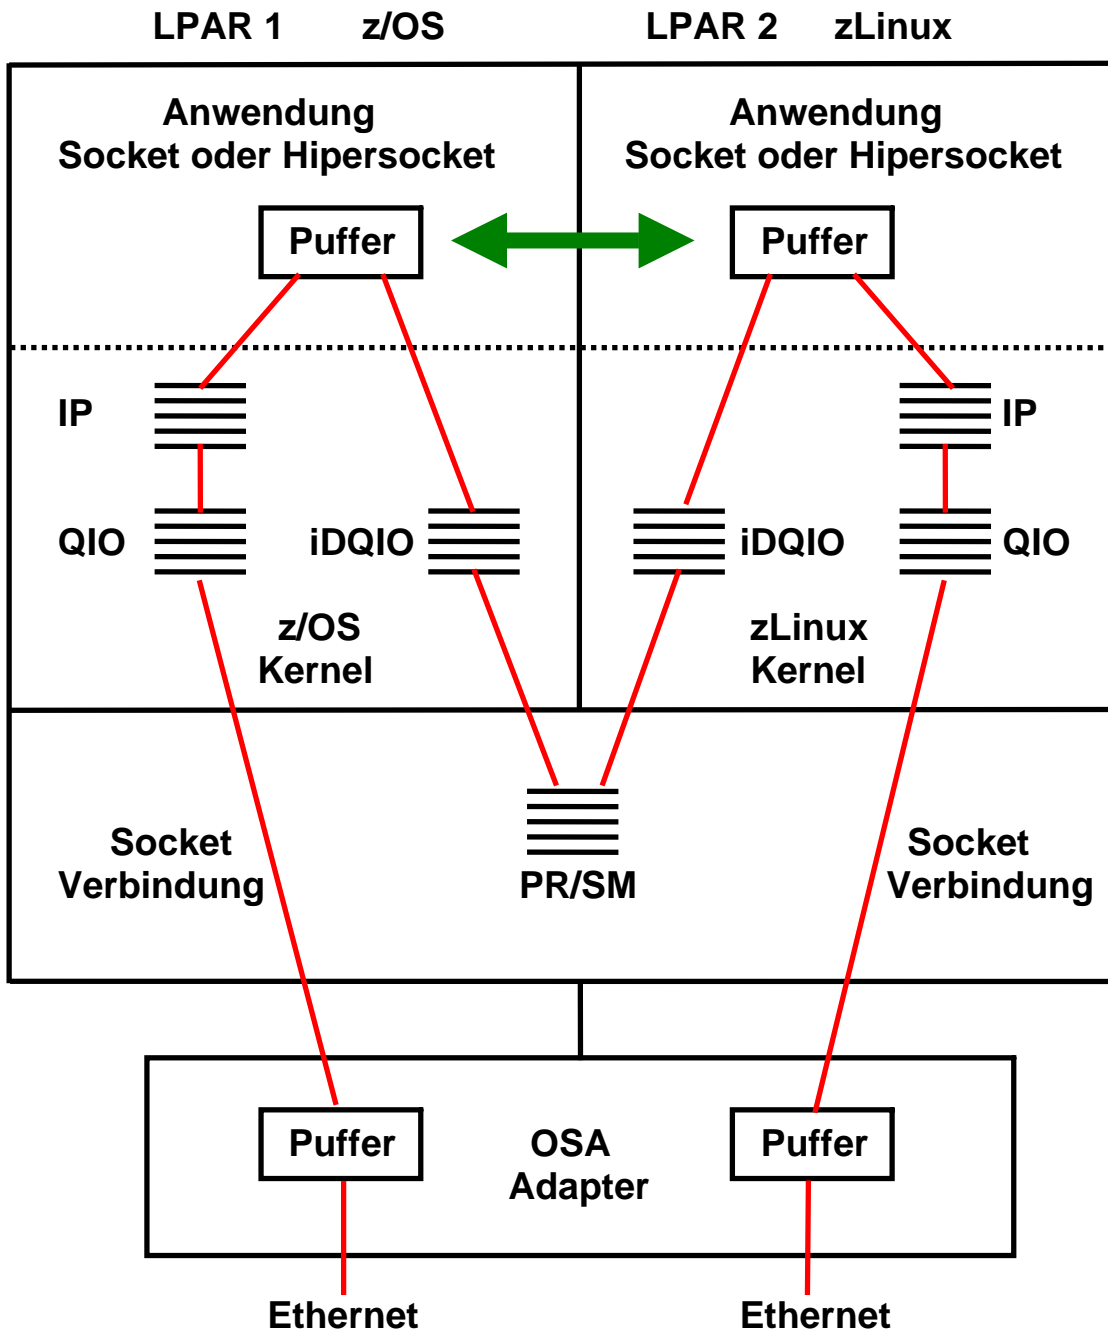 LPAR 1 z/OS LPAR 2 zLinux
Anwendung
Socket oder Hipersocket
Anwendung
Socket oder Hipersocket
Puffer
Puffer
IP
IP
QIO
iDQIO
iDQIO
QIO
z/OS
Kernel
zLinux
Kernel
Socket
Verbindung
PR/SM
Socket
Verbindung
Puffer
OSA
Adapter
Puffer
Ethernet
Ethernet